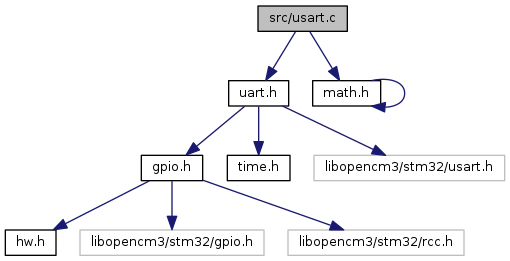 src/usart.c
uart.h
math.h
gpio.h
time.h
libopencm3/stm32/usart.h
hw.h
libopencm3/stm32/gpio.h
libopencm3/stm32/rcc.h